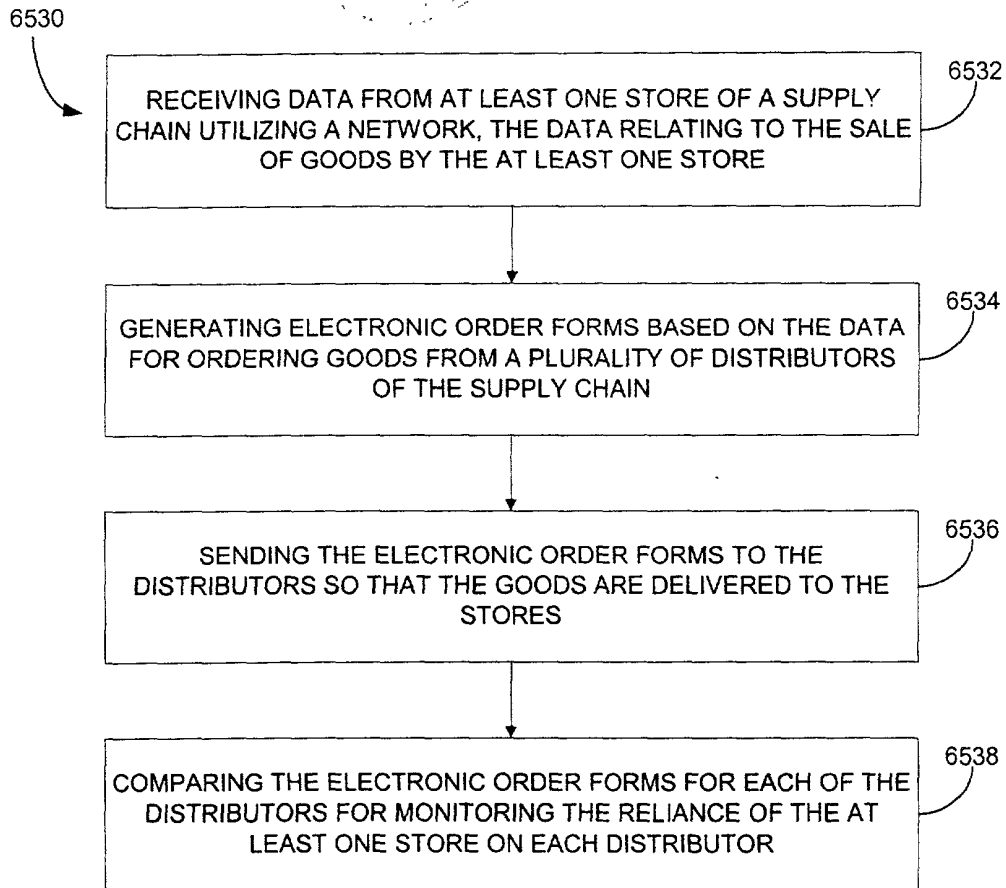 6530
6532
RECEIVING DATA FROM AT LEAST ONE STORE OF A SUPPLY
CHAIN UTILIZING A NETWORK, THE DATA RELATING TO THE SALE
OF GOODS BY THE AT LEAST ONE STORE
6534
GENERATING ELECTRONIC ORDER FORMS BASED ON THE DATA
FOR ORDERING GOODS FROM A PLURALITY OF DISTRIBUTORS
OF THE SUPPLY CHAIN
6536
SENDING THE ELECTRONIC ORDER FORMS TO THE
DISTRIBUTORS SO THAT THE GOODS ARE DELIVERED TO THE
STORES
6538
COMPARING THE ELECTRONIC ORDER FORMS FOR EACH OF THE
DISTRIBUTORS FOR MONITORING THE RELIANCE OF THE AT
LEAST ONE STORE ON EACH DISTRIBUTOR